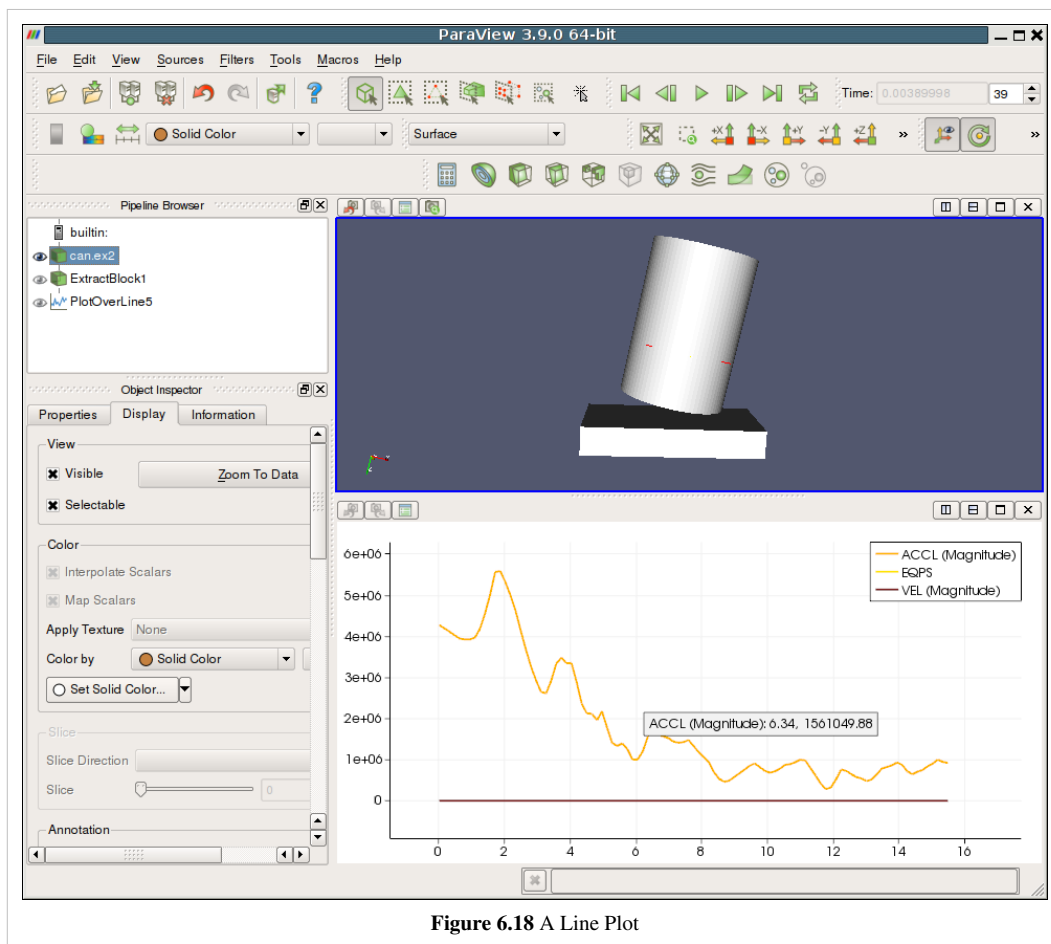 ParaView 3.9.0 64-bit
File Edit View Sources Filters Tools Macros Help
Time: 0.00389998 39
Solid Color Surface +X -X +Y -Y +Z » »
Pipeline Browser
builtin:
can.ex2
ExtractBlock1
PlotOverLine5
Object Inspector
Properties Display Information
View
Visible Zoom To Data
Selectable
Color
Interpolate Scalars
Map Scalars
Apply Texture None
Color by Solid Color
Set Solid Color...
Slice
Slice Direction
Slice 0
Annotation
ACCL (Magnitude)
EQPS
VEL (Magnitude)
6e+06
5e+06
4e+06
3e+06
2e+06
1e+06
0
ACCL (Magnitude): 6.34, 1561049.88
0 2 4 6 8 10 12 14 16
Figure 6.18 A Line Plot